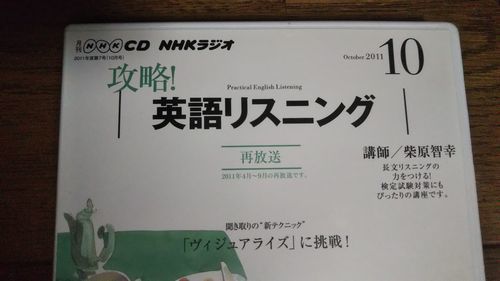 月刊 NHK CD NHKラジオ
2011年度第7号(10月号)
October 2011 10
攻略!
Practical English Listening
英語リスニング
再放送
2011年4月〜9月の再放送です。
講師/柴原智幸
長文リスニングの
力をつける!
検定試験対策にも
ぴったりの講座です。
聞き取りの“新テクニック”
「ヴィジュアライズ」に挑戦!